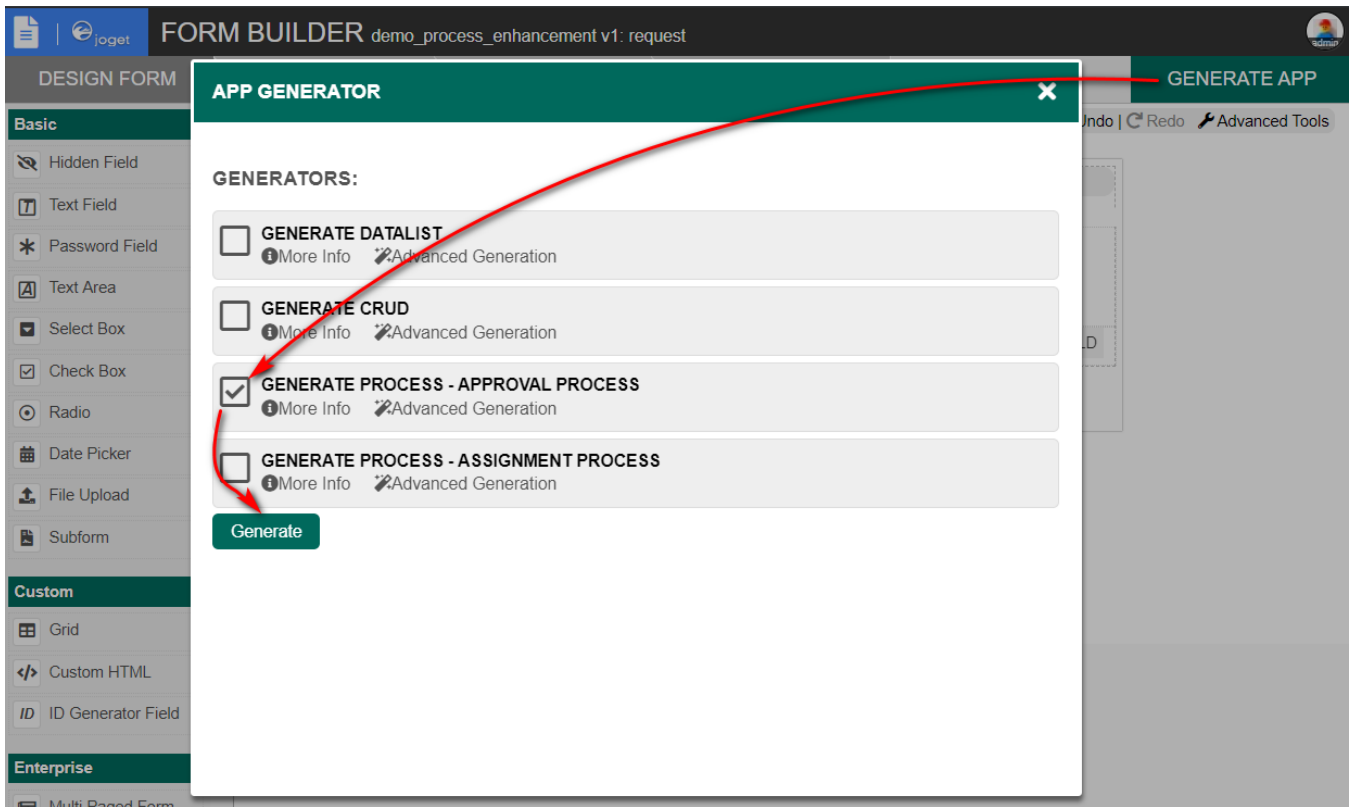 joget
FORM BUILDER demo_process_enhancement v1: request
admin
DESIGN FORM
GENERATE APP
Undo | Redo Advanced Tools
Basic
Hidden Field
Text Field
Password Field
Text Area
Select Box
Check Box
Radio
Date Picker
File Upload
Subform
Custom
Grid
Custom HTML
ID ID Generator Field
Enterprise
Multi Paged Form
APP GENERATOR
GENERATORS:
GENERATE DATALIST
More Info Advanced Generation
GENERATE CRUD
More Info Advanced Generation
GENERATE PROCESS - APPROVAL PROCESS
More Info Advanced Generation
GENERATE PROCESS - ASSIGNMENT PROCESS
More Info Advanced Generation
Generate